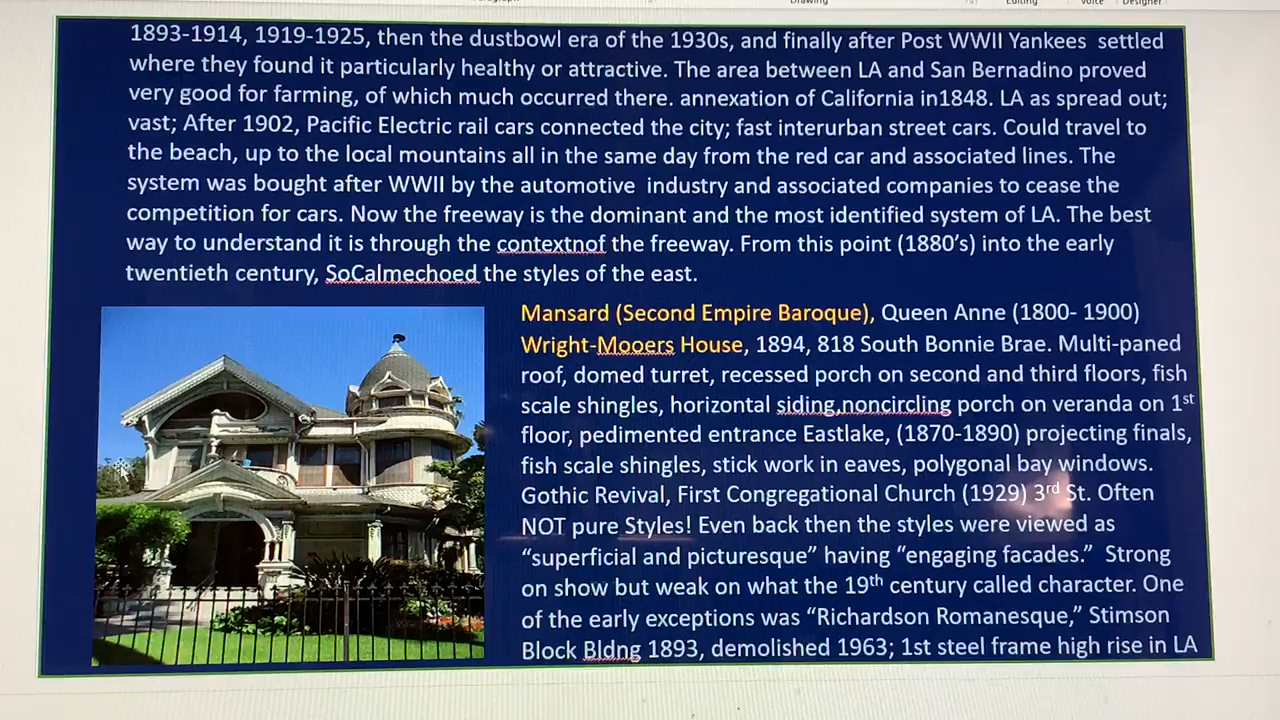 Drawing Editing Voice Designer
1893-1914, 1919-1925, then the dustbowl era of the 1930s, and finally after Post WWII Yankees settled
where they found it particularly healthy or attractive. The area between LA and San Bernadino proved
very good for farming, of which much occurred there. annexation of California in1848. LA as spread out;
vast; After 1902, Pacific Electric rail cars connected the city; fast interurban street cars. Could travel to
the beach, up to the local mountains all in the same day from the red car and associated lines. The
system was bought after WWII by the automotive industry and associated companies to cease the
competition for cars. Now the freeway is the dominant and the most identified system of LA. The best
way to understand it is through the contextnof the freeway. From this point (1880’s) into the early
twentieth century, SoCalmechoed the styles of the east.
Mansard (Second Empire Baroque), Queen Anne (1800- 1900)
Wright-Mooers House, 1894, 818 South Bonnie Brae. Multi-paned
roof, domed turret, recessed porch on second and third floors, fish
scale shingles, horizontal siding,noncircling porch on veranda on 1st
floor, pedimented entrance Eastlake, (1870-1890) projecting finals,
fish scale shingles, stick work in eaves, polygonal bay windows.
Gothic Revival, First Congregational Church (1929) 3rd St. Often
NOT pure Styles! Even back then the styles were viewed as
“superficial and picturesque” having “engaging facades.” Strong
on show but weak on what the 19th century called character. One
of the early exceptions was “Richardson Romanesque,” Stimson
Block Bldng 1893, demolished 1963; 1st steel frame high rise in LA